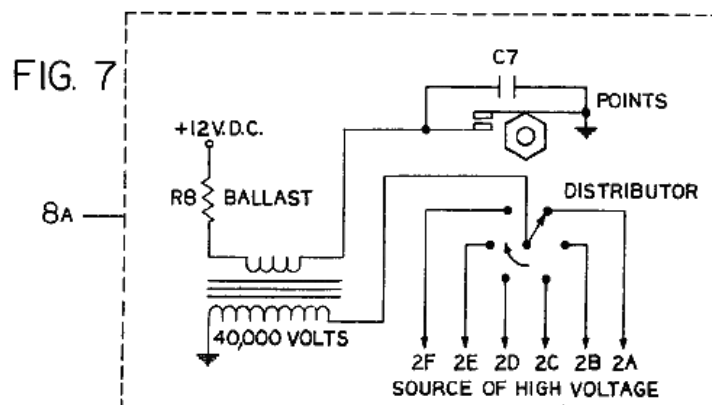 FIG. 7
C7
POINTS
+12V.D.C.
R8 BALLAST
DISTRIBUTOR
8A
40,000 VOLTS
2F 2E 2D 2C 2B 2A
SOURCE OF HIGH VOLTAGE